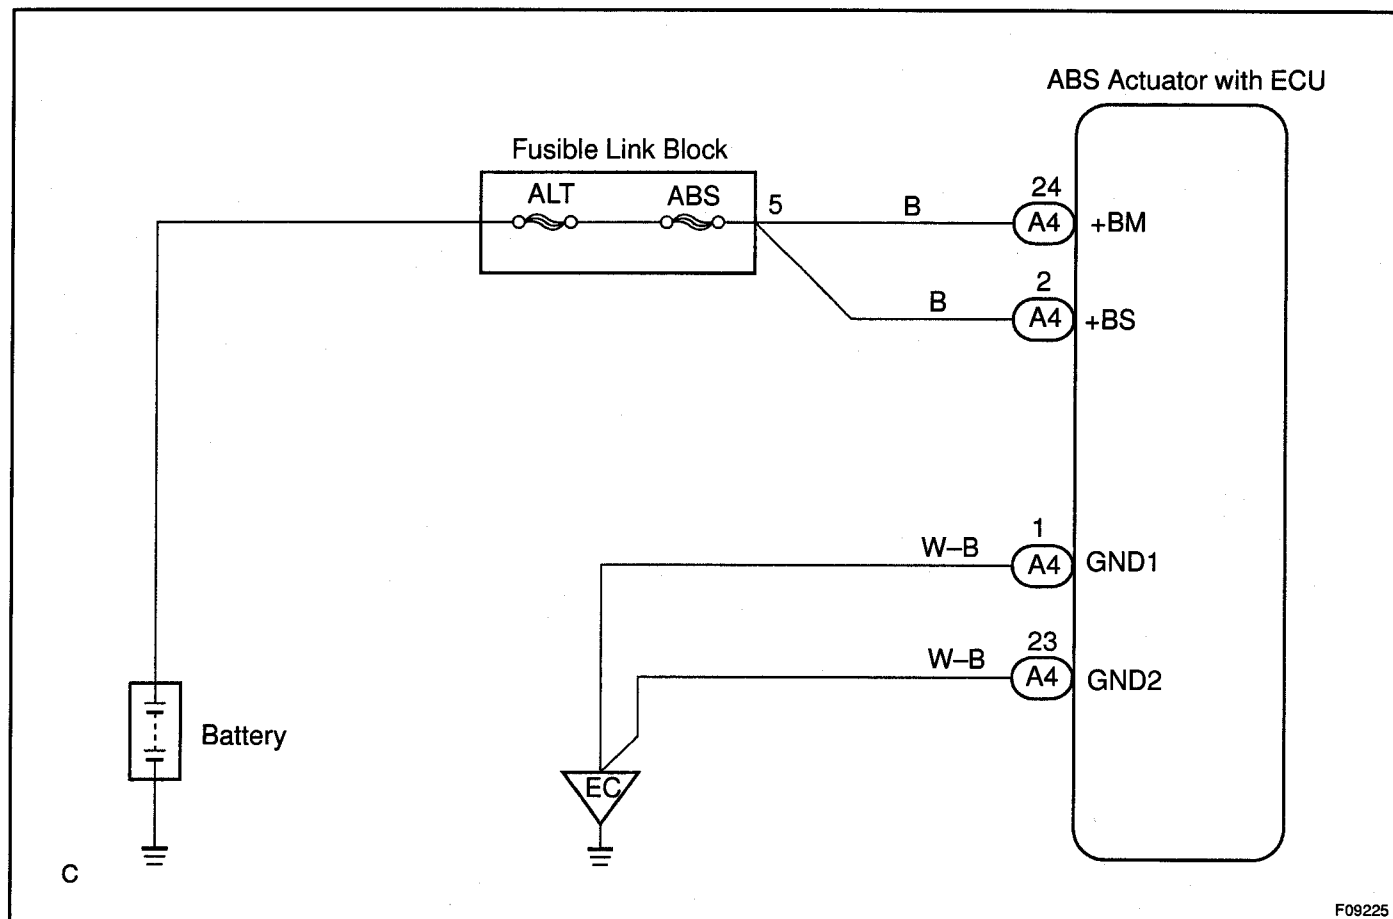 ABS Actuator with ECU
Fusible Link Block
ALT
ABS
5
B
24
A4
+BM
B
2
A4
+BS
W–B
1
A4
GND1
W–B
23
A4
GND2
Battery
EC
C
F09225